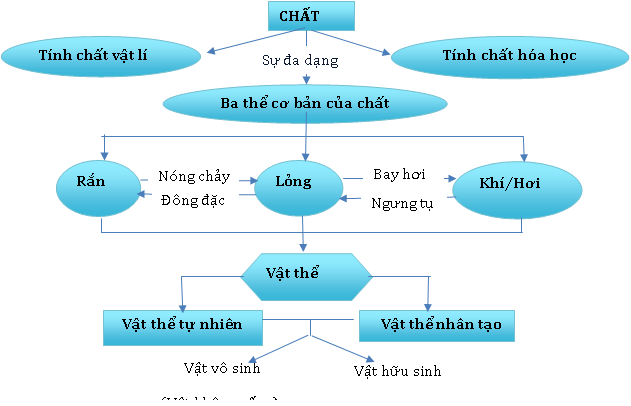 CHẤT
Tính chất vật lí
Tính chất hóa học
Sự đa dạng
Ba thể cơ bản của chất
Rắn
Nóng chảy
Đông đặc
Lỏng
Bay hơi
Ngưng tụ
Khí/Hơi
Vật thể
Vật thể tự nhiên
Vật thể nhân tạo
Vật vô sinh
Vật hữu sinh